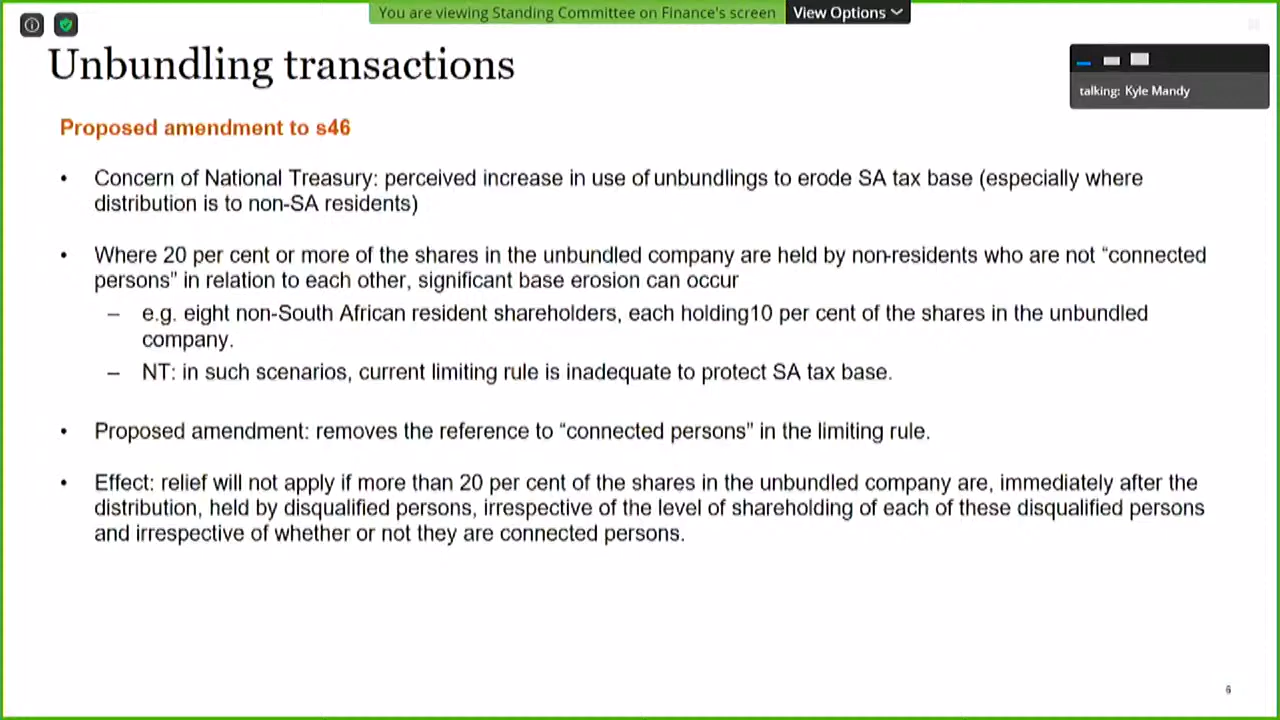 You are viewing Standing Committee on Finance's screen
View Options
Unbundling transactions
talking: Kyle Mandy
Proposed amendment to s46
• Concern of National Treasury: perceived increase in use of unbundlings to erode SA tax base (especially where
distribution is to non-SA residents)
• Where 20 per cent or more of the shares in the unbundled company are held by non-residents who are not “connected
persons” in relation to each other, significant base erosion can occur
– e.g. eight non-South African resident shareholders, each holding10 per cent of the shares in the unbundled
company.
– NT: in such scenarios, current limiting rule is inadequate to protect SA tax base.
• Proposed amendment: removes the reference to “connected persons” in the limiting rule.
• Effect: relief will not apply if more than 20 per cent of the shares in the unbundled company are, immediately after the
distribution, held by disqualified persons, irrespective of the level of shareholding of each of these disqualified persons
and irrespective of whether or not they are connected persons.
6